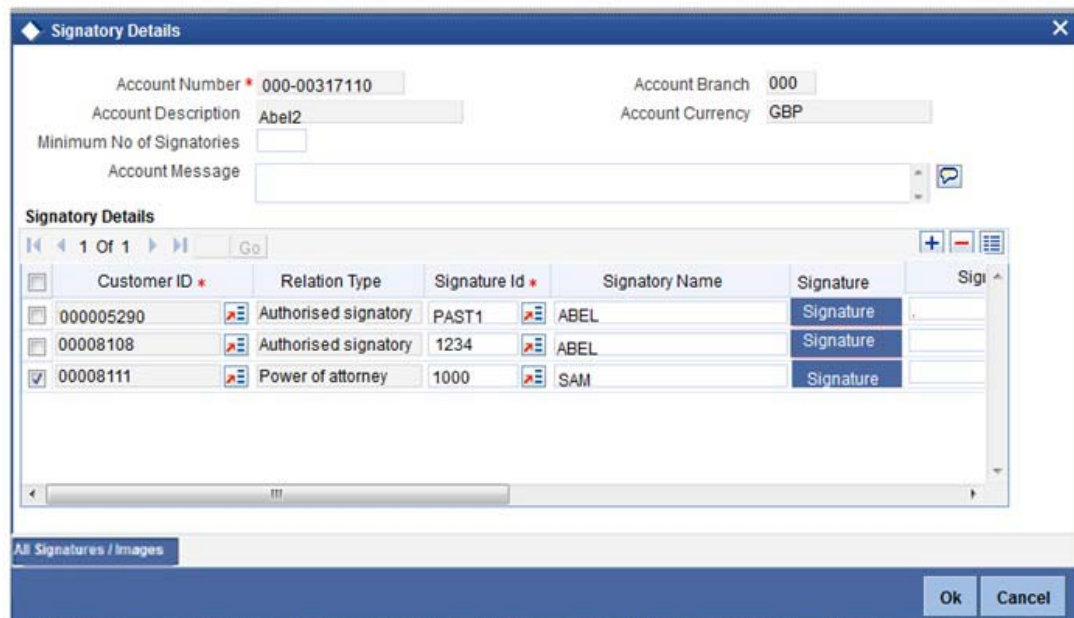 Signatory Details
Account Number * 000-00317110 Account Branch 000
Account Description Abel2 Account Currency GBP
Minimum No of Signatories
Account Message
Signatory Details
1 Of 1 Go
Customer ID * Relation Type Signature Id * Signatory Name Signature
000005290 Authorised signatory PAST1 ABEL Signature .
00008108 Authorised signatory 1234 ABEL Signature
00008111 Power of attorney 1000 SAM Signature
All Signatures / Images
Ok Cancel